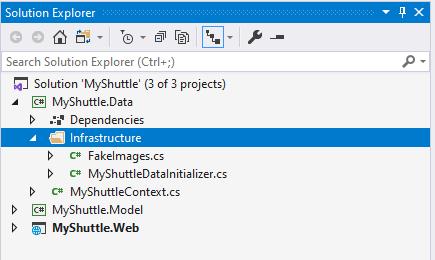 Solution Explorer
Search Solution Explorer (Ctrl+;)
Solution 'MyShuttle' (3 of 3 projects)
MyShuttle.Data
Dependencies
Infrastructure
C# FakeImages.cs
C# MyShuttleDataInitializer.cs
C# MyShuttleContext.cs
C# MyShuttle.Model
MyShuttle.Web